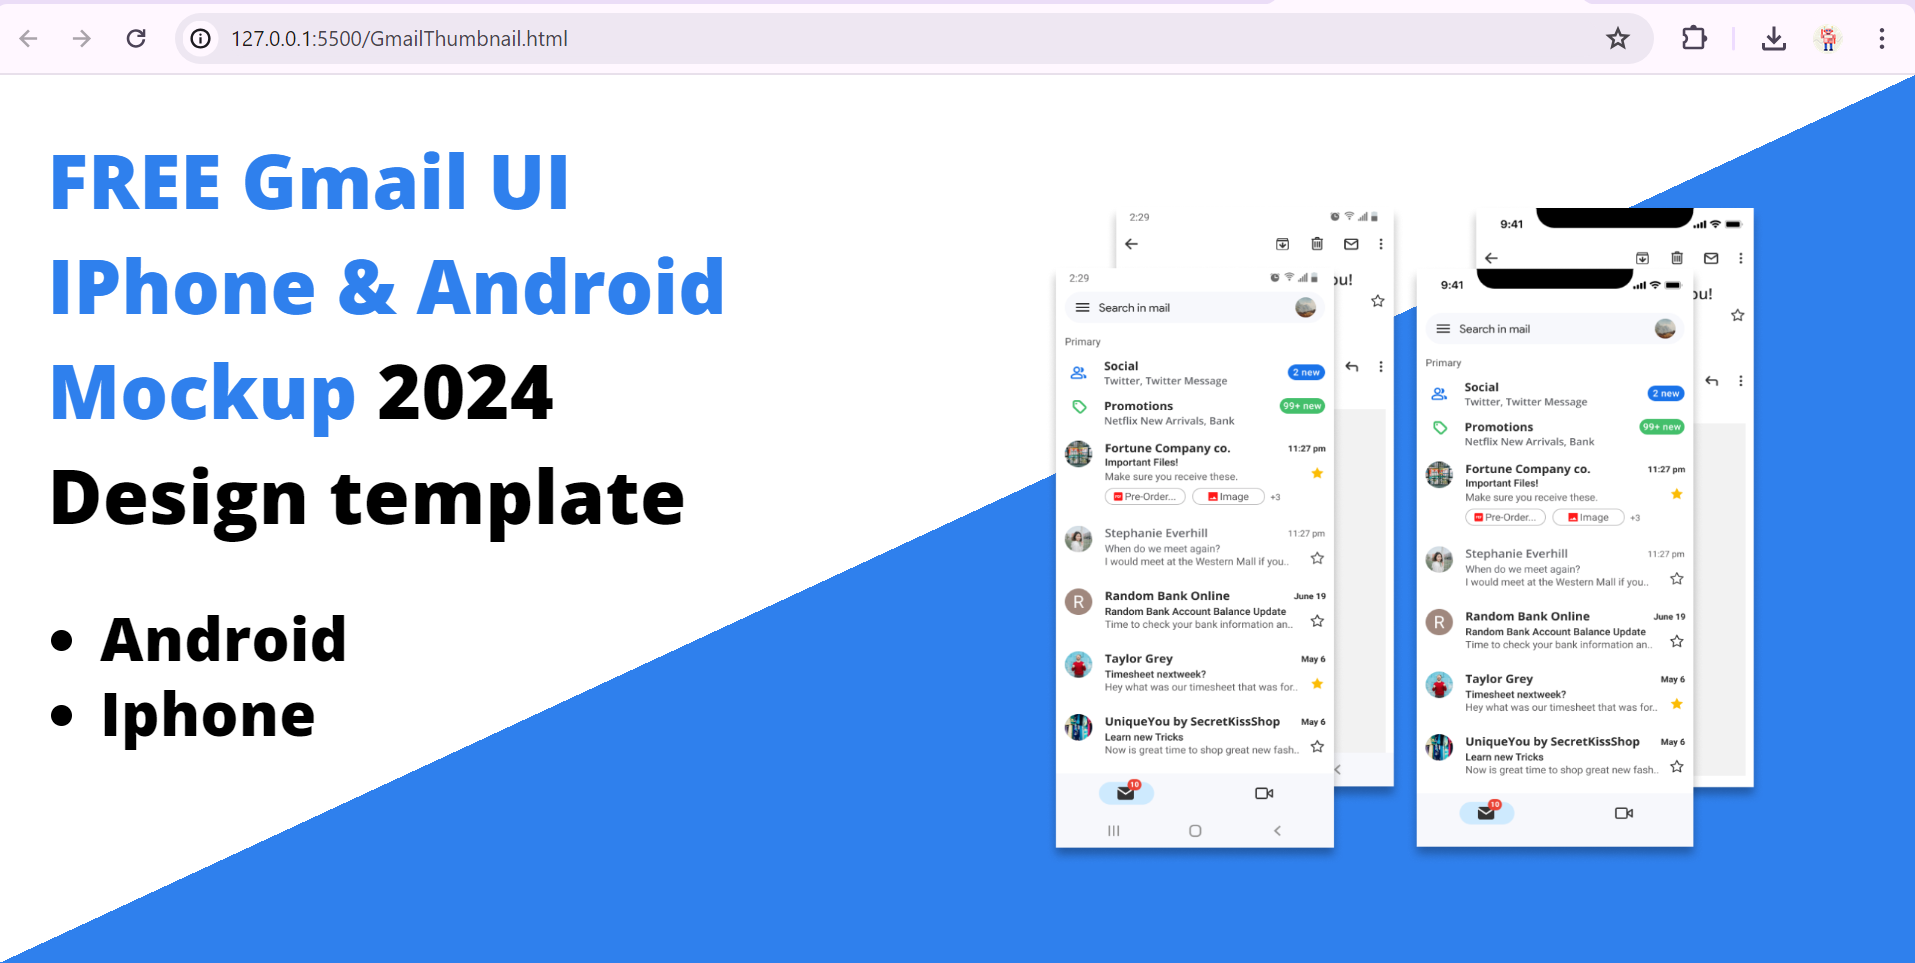 127.0.0.1:5500/GmailThumbnail.html
FREE Gmail UI
IPhone & Android
Mockup 2024
Design template
• Android
• Iphone
2:29
2:29
ou!
Search in mail
Primary
Social
2 new
Twitter, Twitter Message
Promotions
99+ new
Netflix New Arrivals, Bank
Fortune Company co. 11:27 pm
Important Files!
Make sure you receive these.
Pre-Order... Image +3
Stephanie Everhill 11:27 pm
When do we meet again?
I would meet at the Western Mall if you..
R
Random Bank Online June 19
Random Bank Account Balance Update
Time to check your bank information an..
Taylor Grey May 6
Timesheet nextweek?
Hey what was our timesheet that was for..
UniqueYou by SecretKissShop May 6
Learn new Tricks
Now is great time to shop great new fash..
10
9:41
9:41
ou!
Search in mail
Primary
Social
2 new
Twitter, Twitter Message
Promotions
99+ new
Netflix New Arrivals, Bank
Fortune Company co. 11:27 pm
Important Files!
Make sure you receive these.
Pre-Order... Image +3
Stephanie Everhill 11:27 pm
When do we meet again?
I would meet at the Western Mall if you..
R
Random Bank Online June 19
Random Bank Account Balance Update
Time to check your bank information an..
Taylor Grey May 6
Timesheet nextweek?
Hey what was our timesheet that was for..
UniqueYou by SecretKissShop May 6
Learn new Tricks
Now is great time to shop great new fash..
10